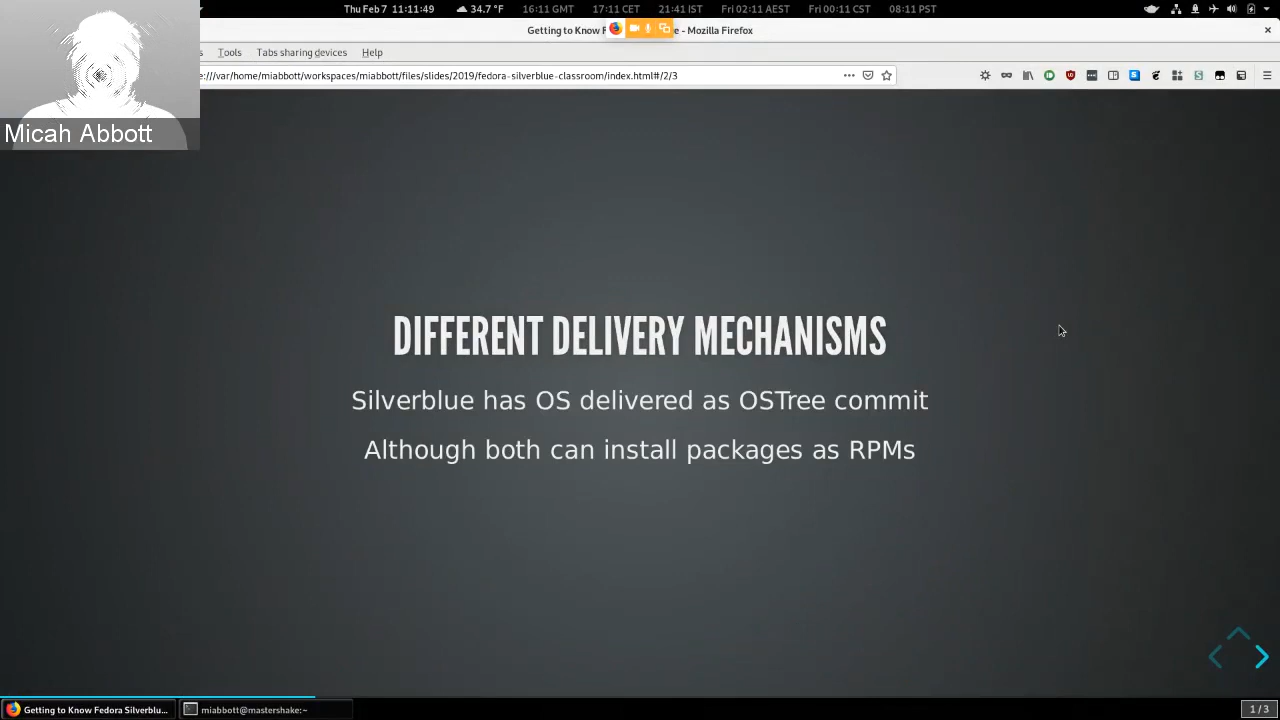 Thu Feb 7 11:11:49 34.7 °F 16:11 GMT 17:11 CET 21:41 IST Fri 02:11 AEST Fri 00:11 CST 08:11 PST
Getting to Know F e - Mozilla Firefox
s Tools Tabs sharing devices Help
e:///var/home/miabbott/workspaces/miabbott/files/slides/2019/fedora-silverblue-classroom/index.html#/2/3
Micah Abbott
DIFFERENT DELIVERY MECHANISMS
Silverblue has OS delivered as OSTree commit
Although both can install packages as RPMs
Getting to Know Fedora Silverblu... miabbott@mastershake:~ 1 / 3